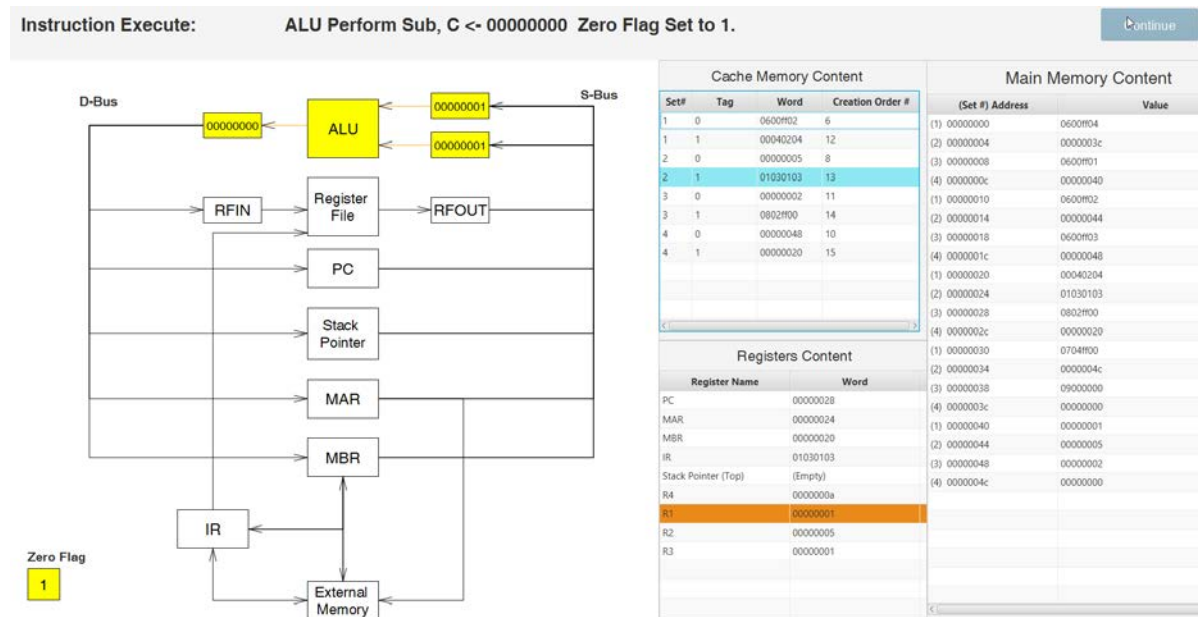 Instruction Execute: ALU Perform Sub, C <- 00000000 Zero Flag Set to 1.
Continue
D-Bus
S-Bus
00000000
ALU
00000001
00000001
RFIN
Register
File
RFOUT
PC
Stack
Pointer
MAR
MBR
IR
External
Memory
Zero Flag
1
Cache Memory Content
Set# Tag Word Creation Order #
1 0 0600ff02 6
1 1 00040204 12
2 0 00000005 8
2 1 01030103 13
3 0 00000002 11
3 1 0802ff00 14
4 0 00000048 10
4 1 00000020 15
Registers Content
Register Name Word
PC 00000028
MAR 00000024
MBR 00000020
IR 01030103
Stack Pointer (Top) (Empty)
R4 0000000a
R1 00000001
R2 00000005
R3 00000001
Main Memory Content
(Set #) Address Value
(1) 00000000 0600ff04
(2) 00000004 0000003c
(3) 00000008 0600ff01
(4) 0000000c 00000040
(1) 00000010 0600ff02
(2) 00000014 00000044
(3) 00000018 0600ff03
(4) 0000001c 00000048
(1) 00000020 00040204
(2) 00000024 01030103
(3) 00000028 0802ff00
(4) 0000002c 00000020
(1) 00000030 0704ff00
(2) 00000034 0000004c
(3) 00000038 09000000
(4) 0000003c 00000000
(1) 00000040 00000001
(2) 00000044 00000005
(3) 00000048 00000002
(4) 0000004c 00000000